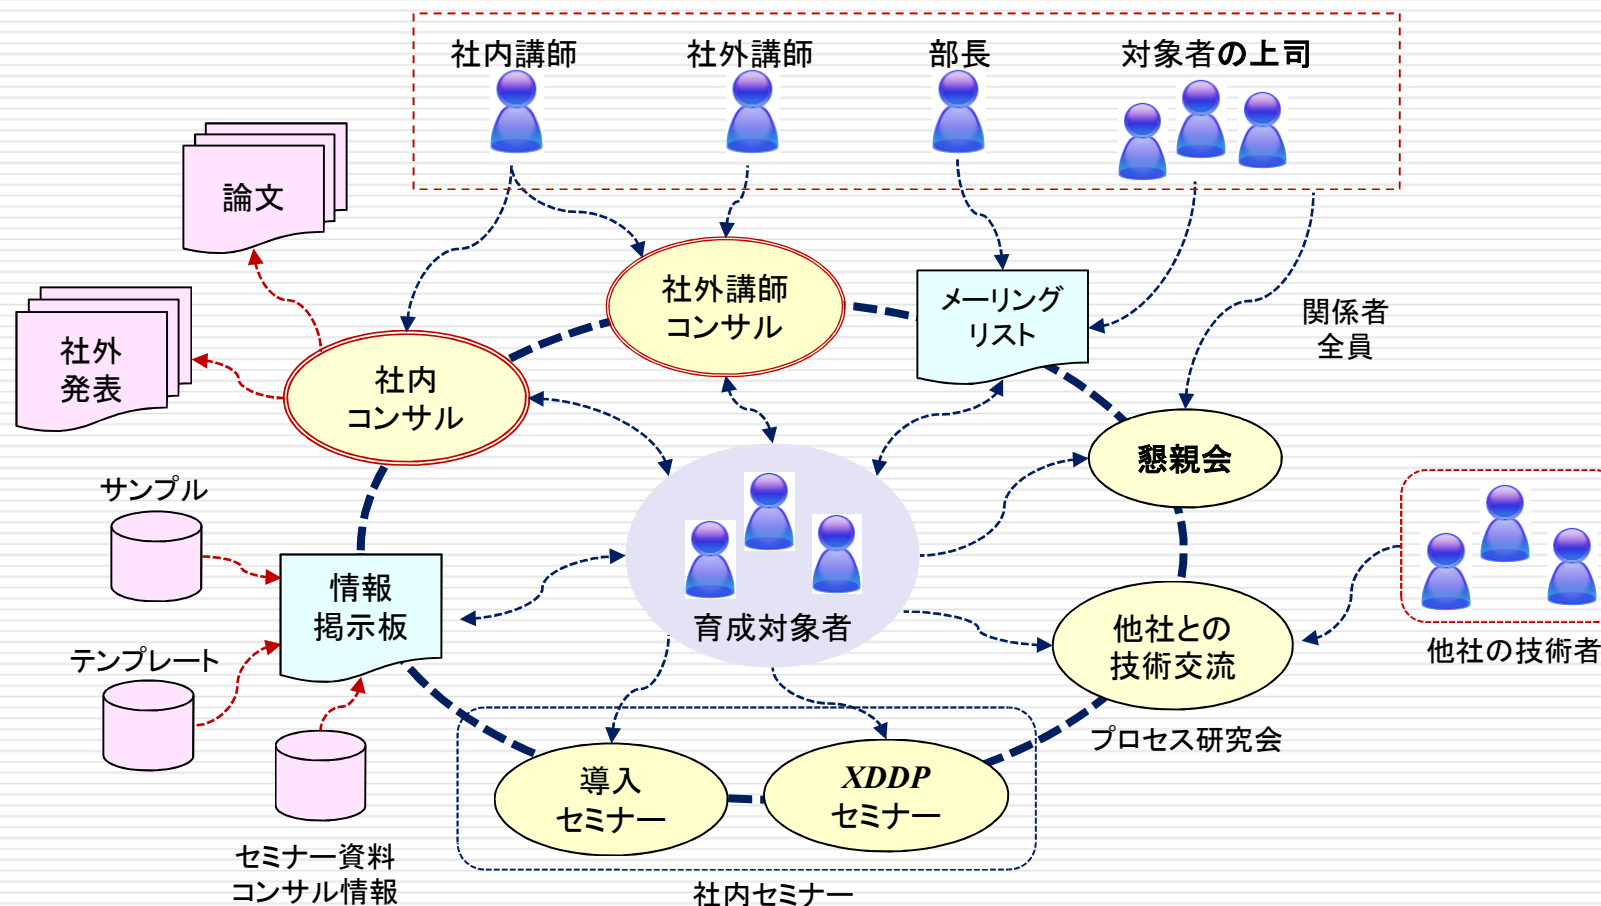 社内講師
社外講師
部長
対象者の上司
論文
社外講師
コンサル
メーリング
リスト
関係者
全員
社外
発表
社内
コンサル
懇親会
サンプル
情報
掲示板
育成対象者
他社との
技術交流
他社の技術者
テンプレート
プロセス研究会
導入
セミナー
XDDP
セミナー
セミナー資料
コンサル情報
社内セミナー